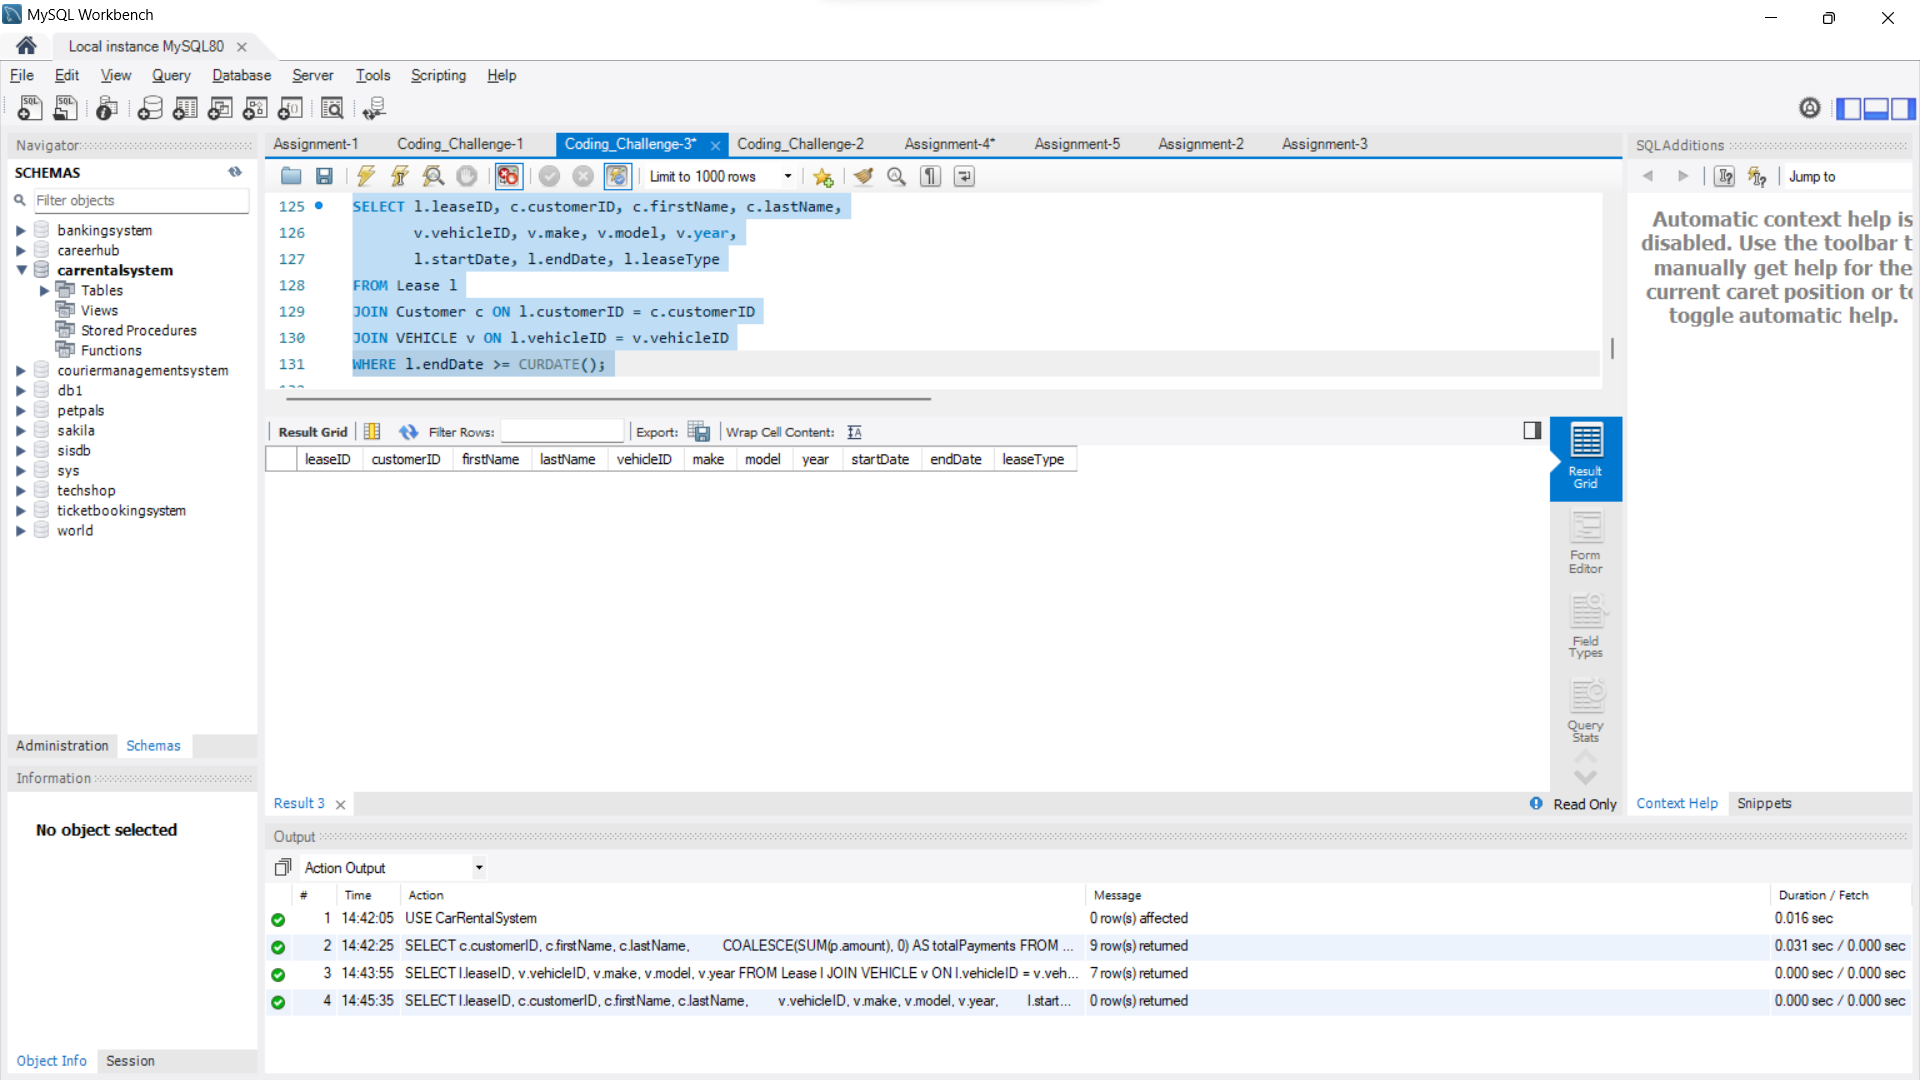 MySQL Workbench
Local instance MySQL80
File Edit View Query Database Server Tools Scripting Help
Navigator
SCHEMAS
Filter objects
bankingsystem
careerhub
carrentalsystem
Tables
Views
Stored Procedures
Functions
couriermanagementsystem
db1
petpals
sakila
sisdb
sys
techshop
ticketbookingsystem
world
Administration Schemas
Information
No object selected
Object Info Session
Assignment-1 Coding_Challenge-1 Coding_Challenge-3* Coding_Challenge-2 Assignment-4* Assignment-5 Assignment-2 Assignment-3
Limit to 1000 rows
125 SELECT l.leaseID, c.customerID, c.firstName, c.lastName,
126 v.vehicleID, v.make, v.model, v.year,
127 l.startDate, l.endDate, l.leaseType
128 FROM Lease l
129 JOIN Customer c ON l.customerID = c.customerID
130 JOIN VEHICLE v ON l.vehicleID = v.vehicleID
131 WHERE l.endDate >= CURDATE();
Result Grid Filter Rows: Export: Wrap Cell Content:
leaseID customerID firstName lastName vehicleID make model year startDate endDate leaseType
Result Grid
Form Editor
Field Types
Query Stats
Result 3
Read Only
SQLAdditions
Jump to
Automatic context help is
disabled. Use the toolbar t
manually get help for the
current caret position or to
toggle automatic help.
Context Help Snippets
Output
Action Output
# Time Action Message Duration / Fetch
1 14:42:05 USE CarRentalSystem 0 row(s) affected 0.016 sec
2 14:42:25 SELECT c.customerID, c.firstName, c.lastName, COALESCE(SUM(p.amount), 0) AS totalPayments FROM ... 9 row(s) returned 0.031 sec / 0.000 sec
3 14:43:55 SELECT l.leaseID, v.vehicleID, v.make, v.model, v.year FROM Lease l JOIN VEHICLE v ON l.vehicleID = v.veh... 7 row(s) returned 0.000 sec / 0.000 sec
4 14:45:35 SELECT l.leaseID, c.customerID, c.firstName, c.lastName, v.vehicleID, v.make, v.model, v.year, l.start... 0 row(s) returned 0.000 sec / 0.000 sec